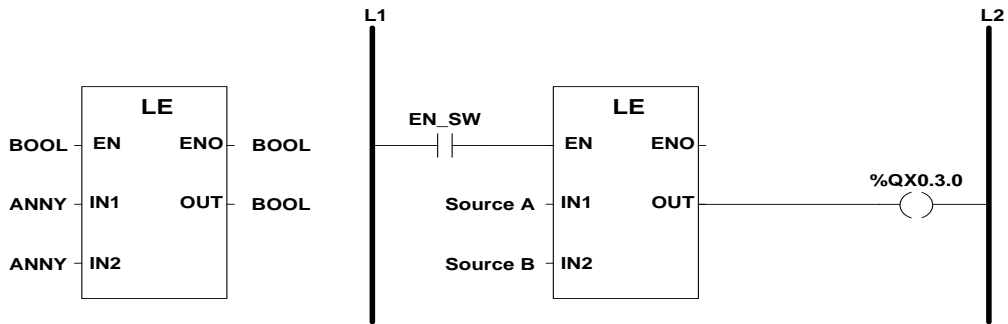 L1
L2
LE
BOOL
EN
ENO
BOOL
ANNY
IN1
OUT
BOOL
ANNY
IN2
EN_SW
LE
EN
ENO
Source A
IN1
OUT
%QX0.3.0
Source B
IN2